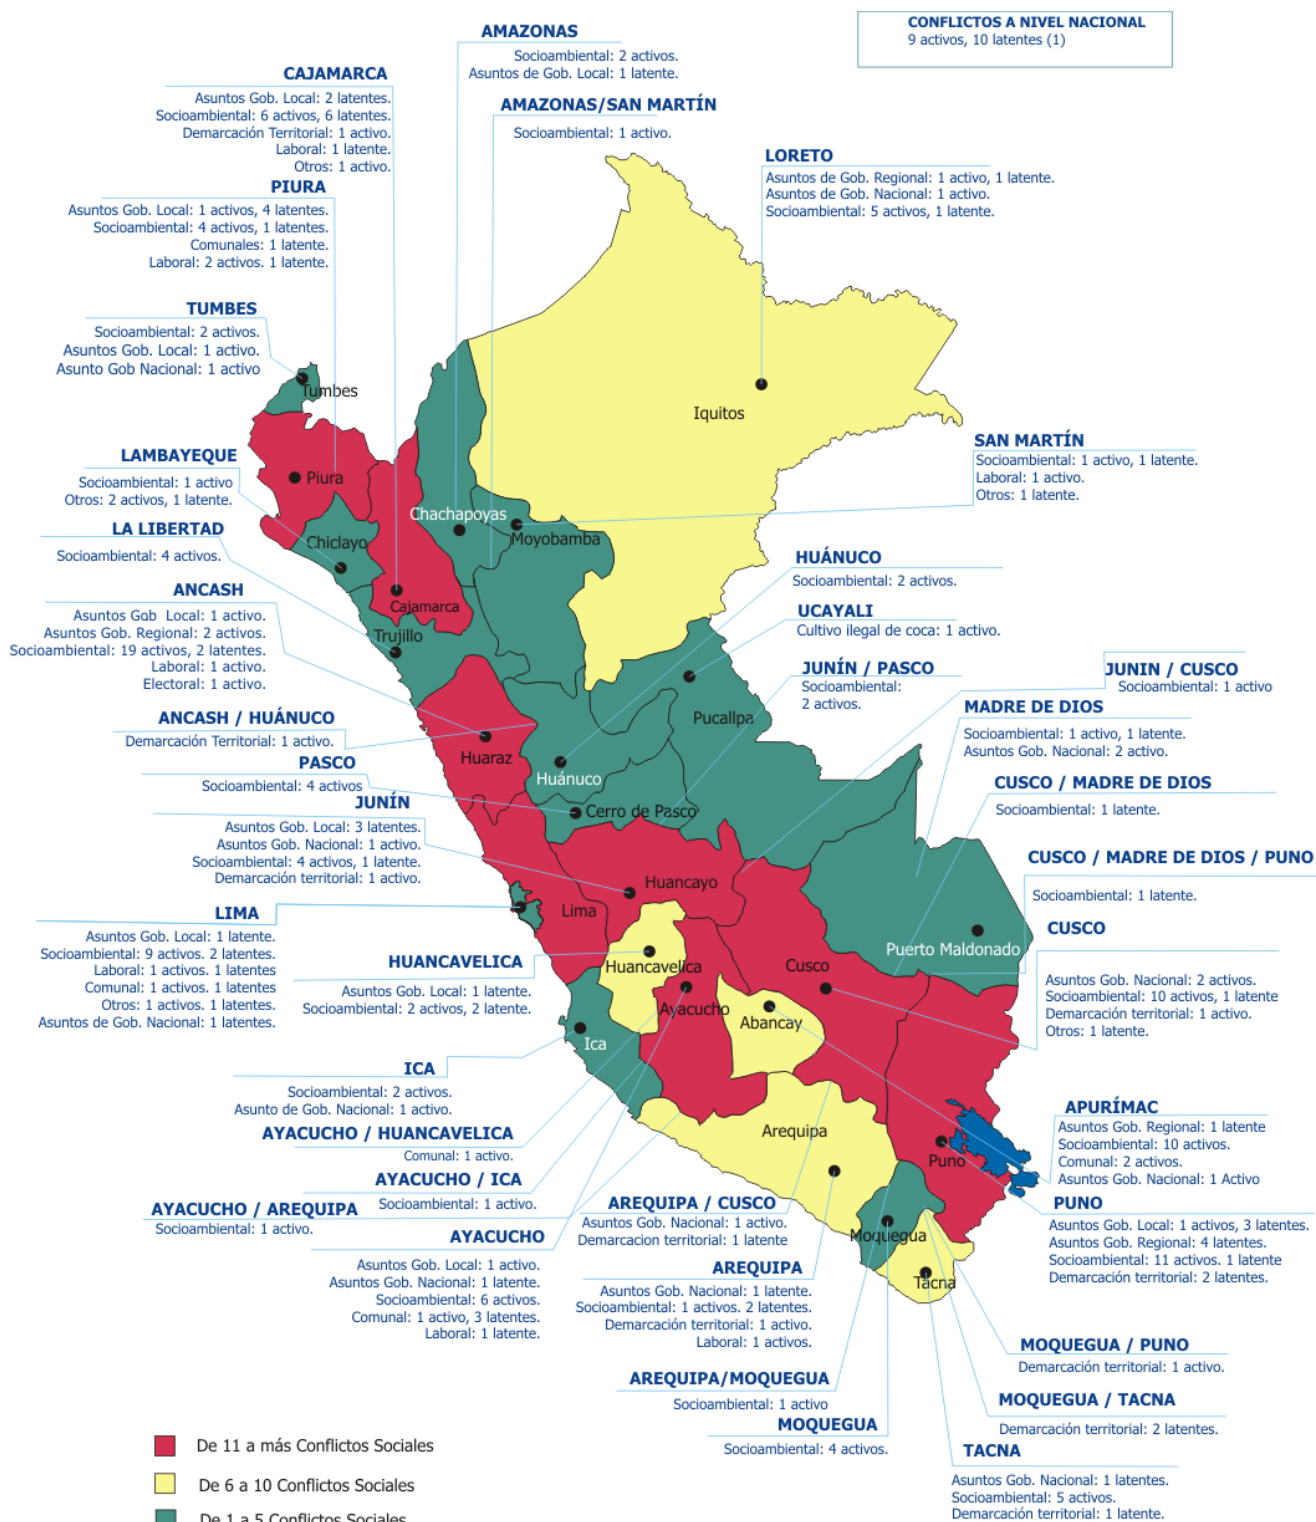 CONFLICTOS A NIVEL NACIONAL
9 activos, 10 latentes (1)
AMAZONAS
Socioambiental: 2 activos.
Asuntos de Gob. Local: 1 latente.
CAJAMARCA
Asuntos Gob. Local: 2 latentes.
Socioambiental: 6 activos, 6 latentes.
Demarcación Territorial: 1 activo.
Laboral: 1 latente.
Otros: 1 activo.
AMAZONAS/SAN MARTÍN
Socioambiental: 1 activo.
LORETO
Asuntos de Gob. Regional: 1 activo, 1 latente.
Asuntos de Gob. Nacional: 1 activo.
Socioambiental: 5 activos, 1 latente.
PIURA
Asuntos Gob. Local: 1 activos, 4 latentes.
Socioambiental: 4 activos, 1 latentes.
Comunales: 1 latente.
Laboral: 2 activos. 1 latente.
TUMBES
Socioambiental: 2 activos.
Asuntos Gob. Local: 1 activo.
Asunto Gob Nacional: 1 activo
Tumbes
Iquitos
SAN MARTÍN
Socioambiental: 1 activo, 1 latente.
Laboral: 1 activo.
Otros: 1 latente.
LAMBAYEQUE
Socioambiental: 1 activo
Otros: 2 activos, 1 latente.
Piura
Chachapoyas
Moyobamba
LA LIBERTAD
Socioambiental: 4 activos.
Chiclayo
HUÁNUCO
Socioambiental: 2 activos.
ANCASH
Asuntos Gob  Local: 1 activo.
Asuntos Gob. Regional: 2 activos.
Socioambiental: 19 activos, 2 latentes.
Laboral: 1 activo.
Electoral: 1 activo.
Cajamarca
Trujillo
UCAYALI
Cultivo ilegal de coca: 1 activo.
JUNÍN / PASCO
Socioambiental:
2 activos.
JUNIN / CUSCO
Socioambiental: 1 activo
Pucallpa
MADRE DE DIOS
Socioambiental: 1 activo, 1 latente.
Asuntos Gob. Nacional: 2 activo.
ANCASH / HUÁNUCO
Demarcación Territorial: 1 activo.
Huaraz
Huánuco
PASCO
Socioambiental: 4 activos
CUSCO / MADRE DE DIOS
Socioambiental: 1 latente.
Cerro de Pasco
JUNÍN
Asuntos Gob. Local: 3 latentes.
Asuntos Gob. Nacional: 1 activo.
Socioambiental: 4 activos, 1 latente.
Demarcación territorial: 1 activo.
CUSCO / MADRE DE DIOS / PUNO
Socioambiental: 1 latente.
Huancayo
Lima
LIMA
Asuntos Gob. Local: 1 latente.
Socioambiental: 9 activos. 2 latentes.
Laboral: 1 activos. 1 latentes
Comunal: 1 activos. 1 latentes
Otros: 1 activos. 1 latentes.
Asuntos de Gob. Nacional: 1 latentes.
Puerto Maldonado
CUSCO
Asuntos Gob. Nacional: 2 activos.
Socioambiental: 10 activos, 1 latente
Demarcación territorial: 1 activo.
Otros: 1 latente.
HUANCAVELICA
Asuntos Gob. Local: 1 latente.
Socioambiental: 2 activos, 2 latente.
Huancavelica
Cusco
Ayacucho
Abancay
Ica
ICA
Socioambiental: 2 activos.
Asunto de Gob. Nacional: 1 activo.
APURÍMAC
Asuntos Gob. Regional: 1 latente
Socioambiental: 10 activos.
Comunal: 2 activos.
Asuntos Gob. Nacional: 1 Activo
AYACUCHO / HUANCAVELICA
Comunal: 1 activo.
Arequipa
Puno
AYACUCHO / ICA
Socioambiental: 1 activo.
AYACUCHO / AREQUIPA
Socioambiental: 1 activo.
AREQUIPA / CUSCO
Asuntos Gob. Nacional: 1 activo.
Demarcacion territorial: 1 latente
PUNO
Asuntos Gob. Local: 1 activos, 3 latentes.
Asuntos Gob. Regional: 4 latentes.
Socioambiental: 11 activos. 1 latente
Demarcación territorial: 2 latentes.
Moquegua
AYACUCHO
Asuntos Gob. Local: 1 activo.
Asuntos Gob. Nacional: 1 latente.
Socioambiental: 6 activos.
Comunal: 1 activo, 3 latentes.
Laboral: 1 latente.
AREQUIPA
Asuntos Gob. Nacional: 1 latente.
Socioambiental: 1 activos. 2 latentes.
Demarcación territorial: 1 activo.
Laboral: 1 activos.
Tacna
MOQUEGUA / PUNO
Demarcación territorial: 1 activo.
AREQUIPA/MOQUEGUA
Socioambiental: 1 activo
MOQUEGUA / TACNA
Demarcación territorial: 2 latentes.
MOQUEGUA
Socioambiental: 4 activos.
TACNA
Asuntos Gob. Nacional: 1 latentes.
Socioambiental: 5 activos.
Demarcación territorial: 1 latente.
De 11 a más Conflictos Sociales
De 6 a 10 Conflictos Sociales
De 1 a 5 Conflictos Sociales